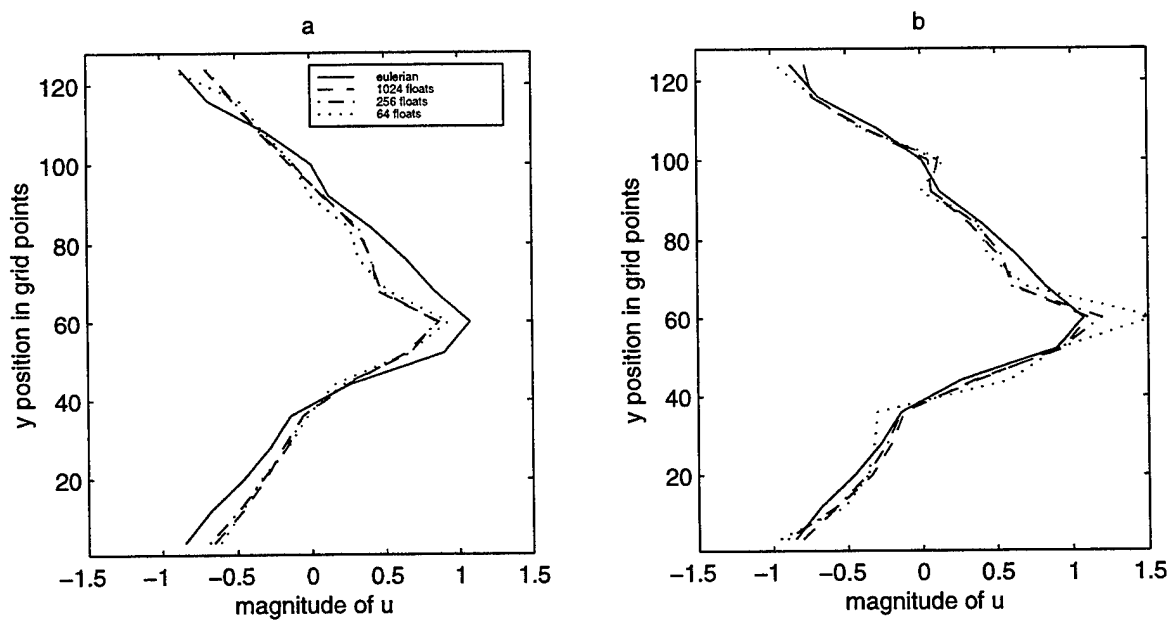 a
120
100
80
60
40
20
y position in grid points
−1.5 −1 −0.5 0 0.5 1 1.5
magnitude of u
eulerian
1024 floats
256 floats
64 floats
b
120
100
80
60
40
20
y position in grid points
−1.5 −1 −0.5 0 0.5 1 1.5
magnitude of u